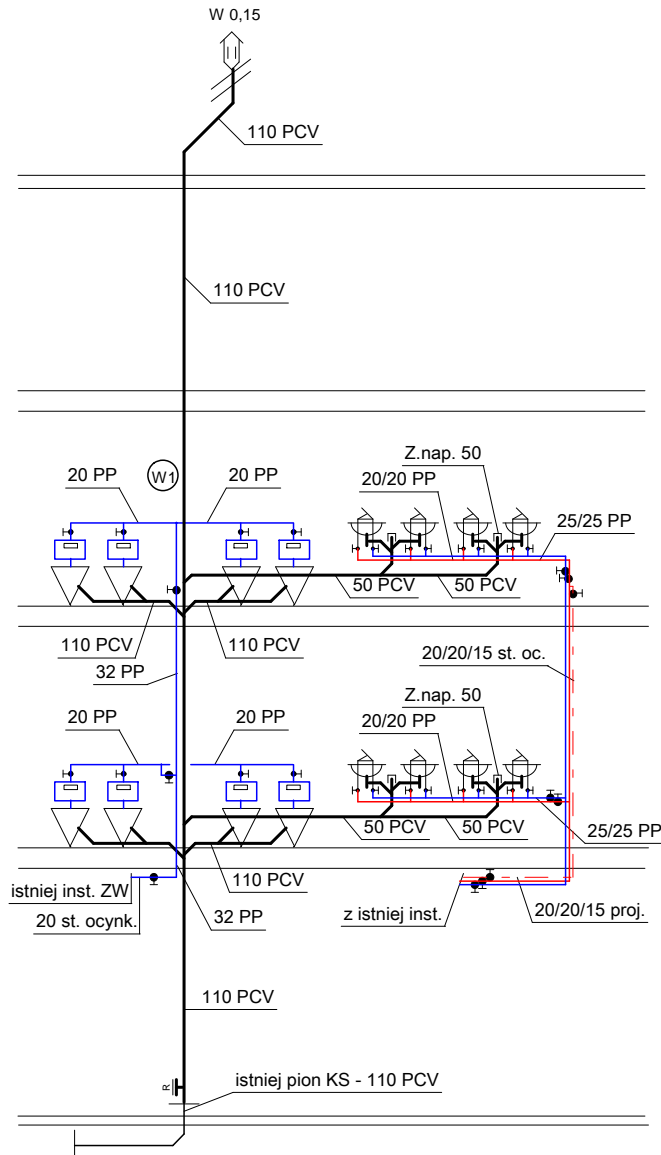 W 0,15
110 PCV
110 PCV
Z.nap. 50
W1
20 PP
20 PP
20/20 PP
25/25 PP
50 PCV
50 PCV
110 PCV
110 PCV
20/20/15 st. oc.
32 PP
Z.nap. 50
20 PP
20 PP
20/20 PP
50 PCV
50 PCV
25/25 PP
110 PCV
istniej inst. ZW
20 st. ocynk.
32 PP
z istniej inst.
20/20/15 proj.
110 PCV
R
istniej pion KS - 110 PCV